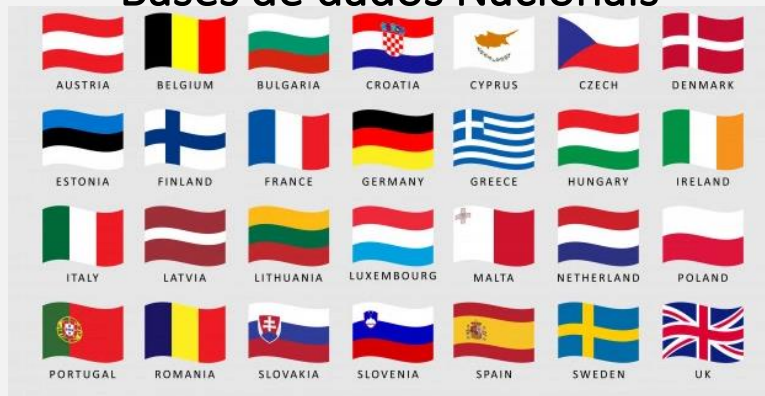 Bases de dados Nacionais
AUSTRIA BELGIUM BULGARIA CROATIA CYPRUS CZECH DENMARK
ESTONIA FINLAND FRANCE GERMANY GREECE HUNGARY IRELAND
ITALY LATVIA LITHUANIA LUXEMBOURG MALTA NETHERLAND POLAND
PORTUGAL ROMANIA SLOVAKIA SLOVENIA SPAIN SWEDEN UK